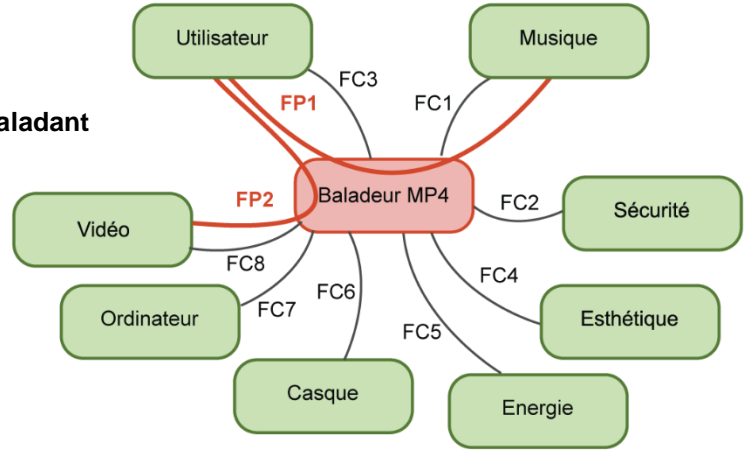 Utilisateur
Musique
FC3
FP1
FC1
aladant
FP2
Baladeur MP4
FC2
Sécurité
Vidéo
FC8
FC4
FC7
FC6
Ordinateur
Esthétique
FC5
Casque
Energie